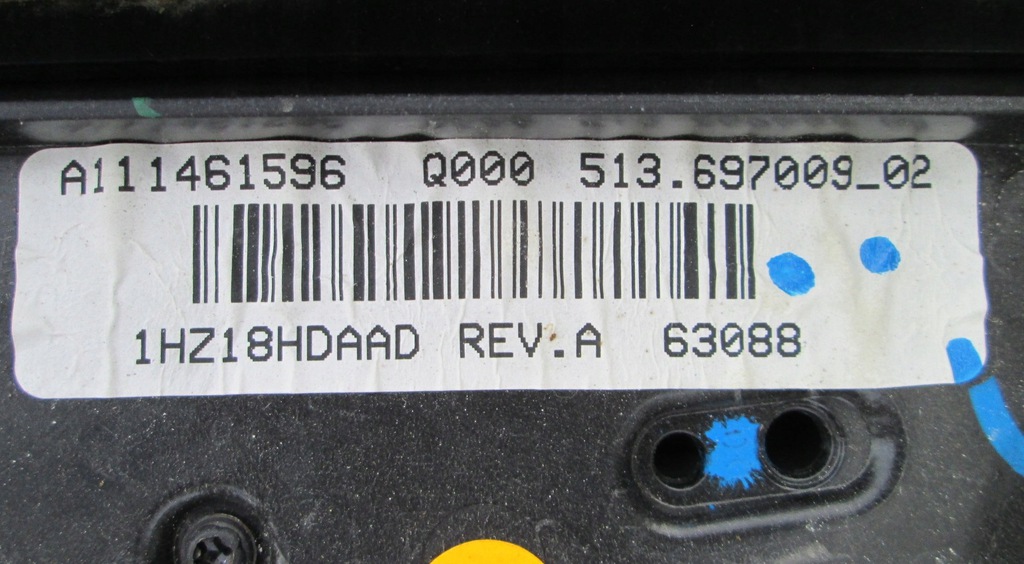 A111461596 Q000 513.697009_02
1HZ18HDAAD REV.A 63088